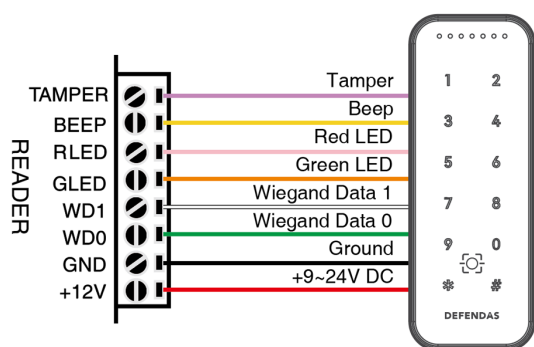 READER
TAMPER
BEEP
RLED
GLED
WD1
WD0
GND
+12V
Tamper
Beep
Red LED
Green LED
Wiegand Data 1
Wiegand Data 0
Ground
+9~24V DC
1 2
3 4
5 6
7 8
9 0
* #
DEFENDAS